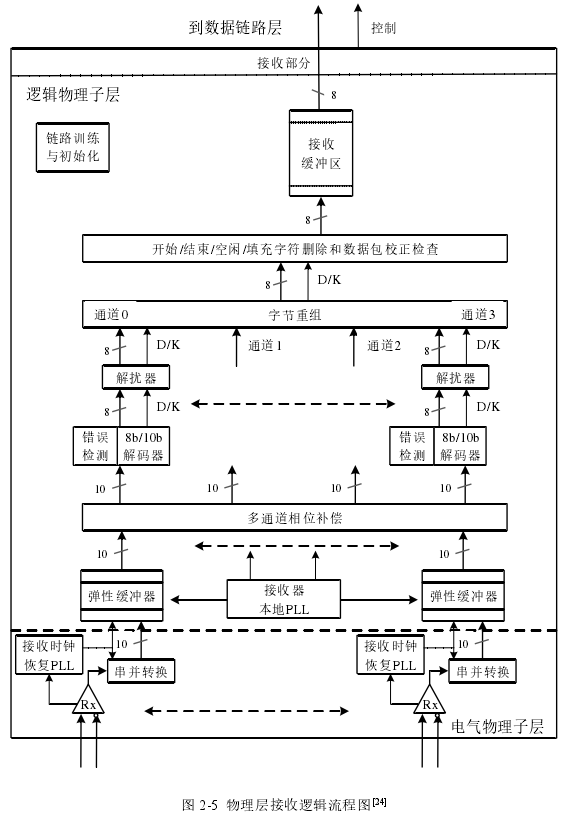 到数据链路层
控制
接收部分
逻辑物理子层
8
链路训练
与初始化
接收
缓冲区
8
开始/结束/空闲/填充字符删除和数据包校正检查
8
D/K
通道0
字节重组
通道3
8
D/K
通道1
通道2
8
D/K
解扰器
解扰器
8
D/K
8
D/K
错误
检测
8b/10b
解码器
错误
检测
8b/10b
解码器
10
10
10
10
多通道相位补偿
10
10
弹性缓冲器
接收器
本地PLL
弹性缓冲器
接收时钟
恢复PLL
10
串并转换
接收时钟
恢复PLL
10
串并转换
Rx
Rx
电气物理子层
图 2-5 物理层接收逻辑流程图[24]